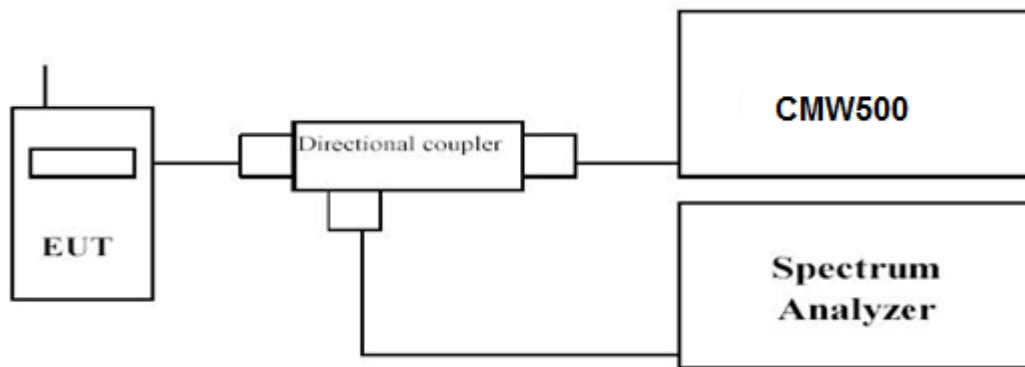 CMW500
Directional coupler
EUT
Spectrum
Analyzer